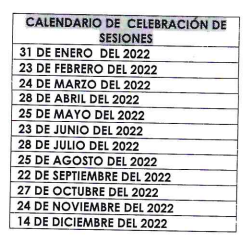 CALENDARIO DE CELEBRACIÓN DE
SESIONES
31 DE ENERO DEL 2022
23 DE FEBRERO DEL 2022
24 DE MARZO DEL 2022
28 DE ABRIL DEL 2022
25 DE MAYO DEL 2022
23 DE JUNIO DEL 2022
28 DE JULIO DEL 2022
25 DE AGOSTO DEL 2022
22 DE SEPTIEMBRE DEL 2022
27 DE OCTUBRE DEL 2022
24 DE NOVIEMBRE DEL 2022
14 DE DICIEMBRE DEL 2022